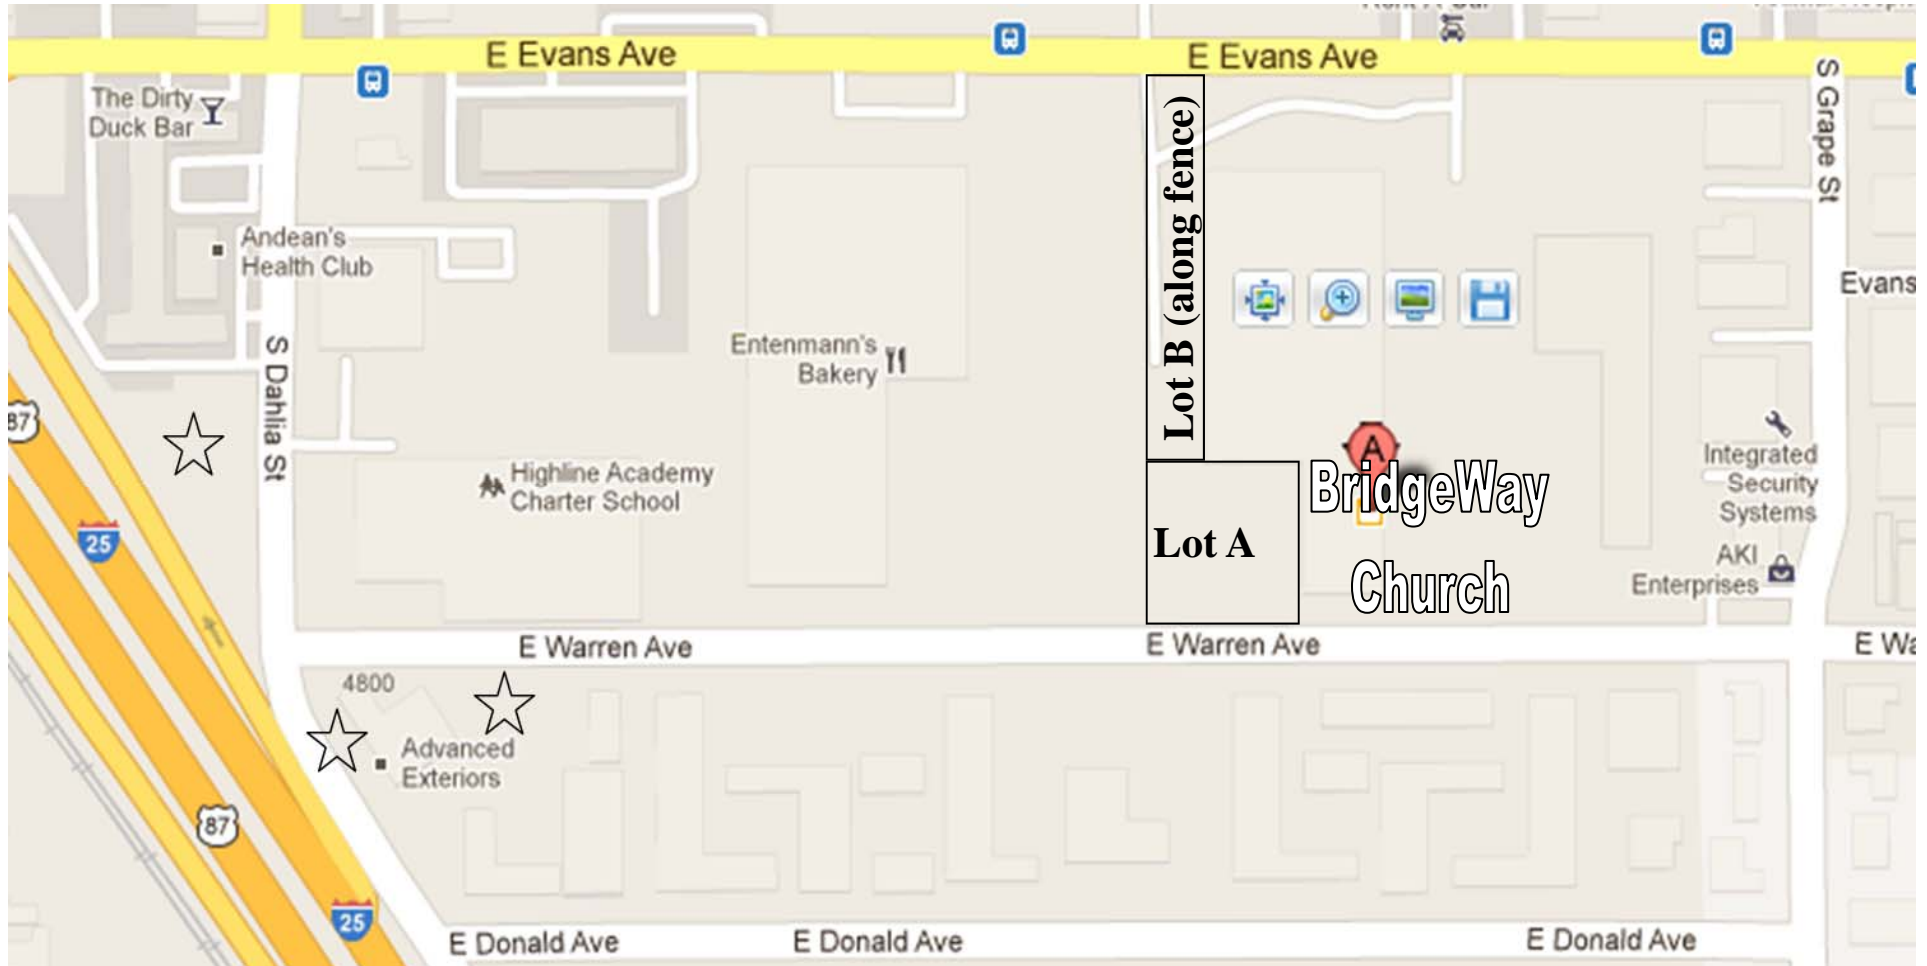 E Evans Ave
E Evans Ave
The Dirty
Duck Bar
S Grape St
Lot B (along fence)
Andean's
Health Club
Evans
S Dahlia St
Entenmann's
Bakery
87
A
Highline Academy
Charter School
BridgeWay
Church
Integrated
Security
Systems
25
Lot A
AKI
Enterprises
E Warren Ave
E Warren Ave
E Wa
4800
Advanced
Exteriors
87
25
E Donald Ave
E Donald Ave
E Donald Ave